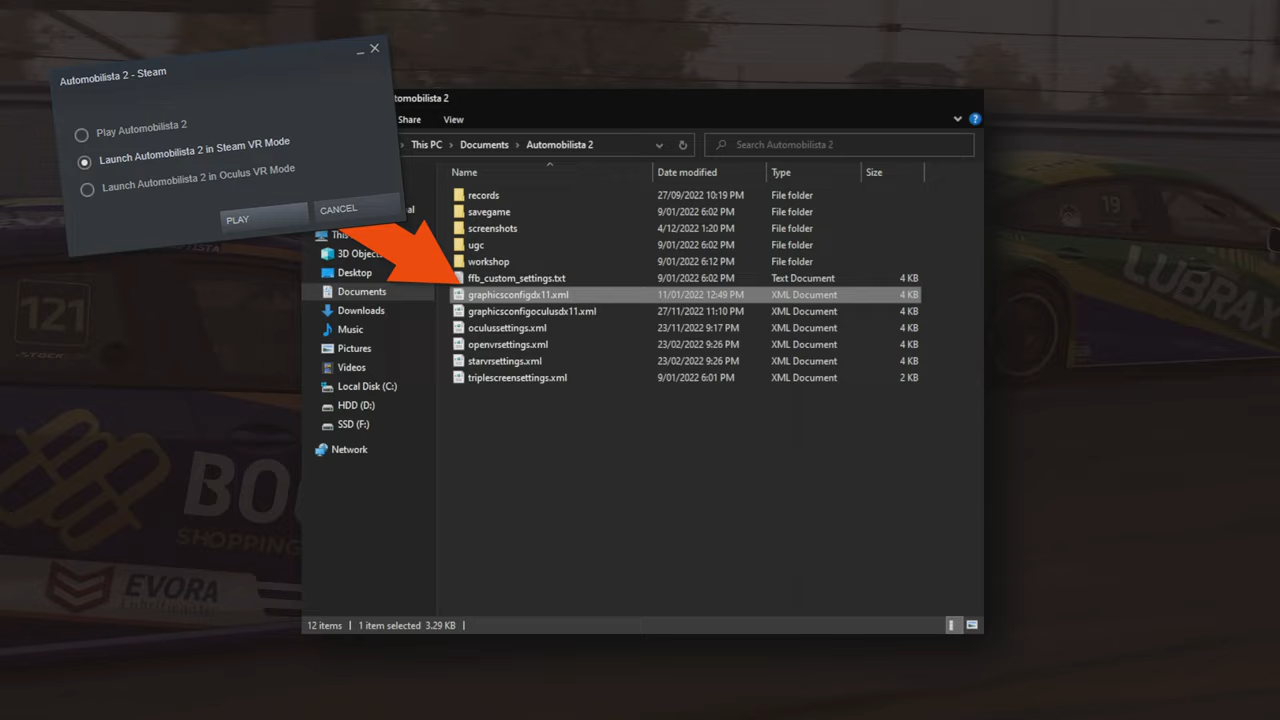 Automobilista 2 - Steam
Play Automobilista 2
Launch Automobilista 2 in Steam VR Mode
Launch Automobilista 2 in Oculus VR Mode
PLAY
CANCEL
tomobilista 2
Share
View
This PC
Documents
Automobilista 2
Search Automobilista 2
Name
Date modified
Type
Size
records 27/09/2022 10:19 PM File folder
savegame 9/01/2022 6:02 PM File folder
screenshots 4/12/2022 1:20 PM File folder
ugc 9/01/2022 6:02 PM File folder
workshop 9/01/2022 6:12 PM File folder
ffb_custom_settings.txt 9/01/2022 6:02 PM Text Document 4 KB
graphicsconfigdx11.xml 11/01/2022 12:49 PM XML Document 4 KB
graphicsconfigoculusdx11.xml 27/11/2022 11:10 PM XML Document 4 KB
oculussettings.xml 23/11/2022 9:17 PM XML Document 4 KB
openvrsettings.xml 23/02/2022 9:26 PM XML Document 4 KB
starvrsettings.xml 23/02/2022 9:26 PM XML Document 4 KB
triplescreensettings.xml 9/01/2022 6:01 PM XML Document 2 KB
al
This
3D Objects
Desktop
Documents
Downloads
Music
Pictures
Videos
Local Disk (C:)
HDD (D:)
SSD (F:)
Network
12 items
1 item selected 3.29 KB
321
STOCK
BO
SHOPPING
EVORA
19
LUBRAX